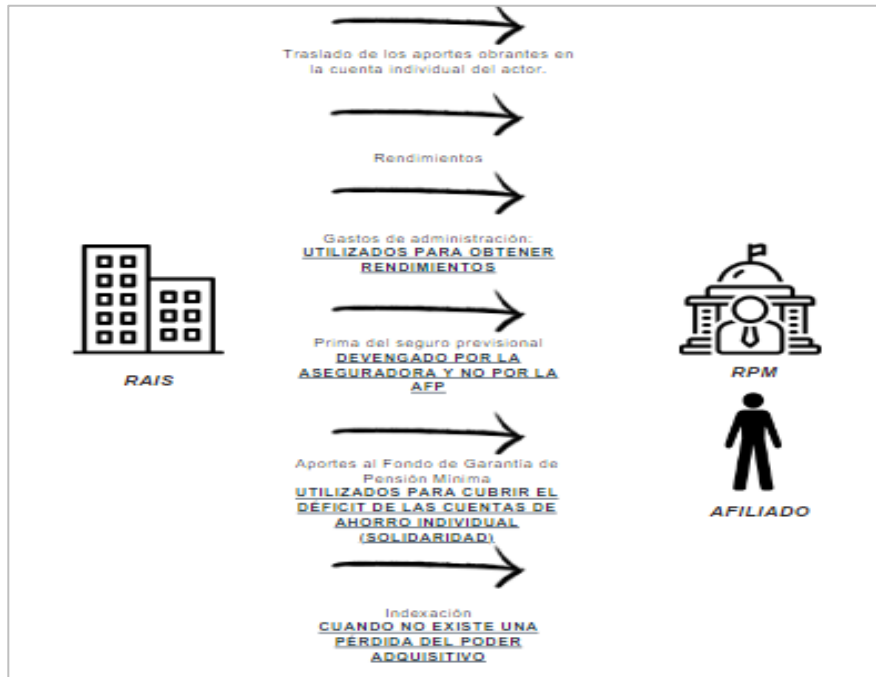 Traslado de los aportes obrantes en
la cuenta individual del actor.
Rendimientos
Gastos de administración:
UTILIZADOS PARA OBTENER
RENDIMIENTOS
Prima del seguro previsional
DEVENGADO POR LA
ASEGURADORA Y NO POR LA
AFP
RAIS
RPM
Aportes al Fondo de Garantía de
Pensión Mínima
UTILIZADOS PARA CUBRIR EL
DÉFICIT DE LAS CUENTAS DE
AHORRO INDIVIDUAL
(SOLIDARIDAD)
AFILIADO
Indexación
CUANDO NO EXISTE UNA
PÉRDIDA DEL PODER
ADQUISITIVO